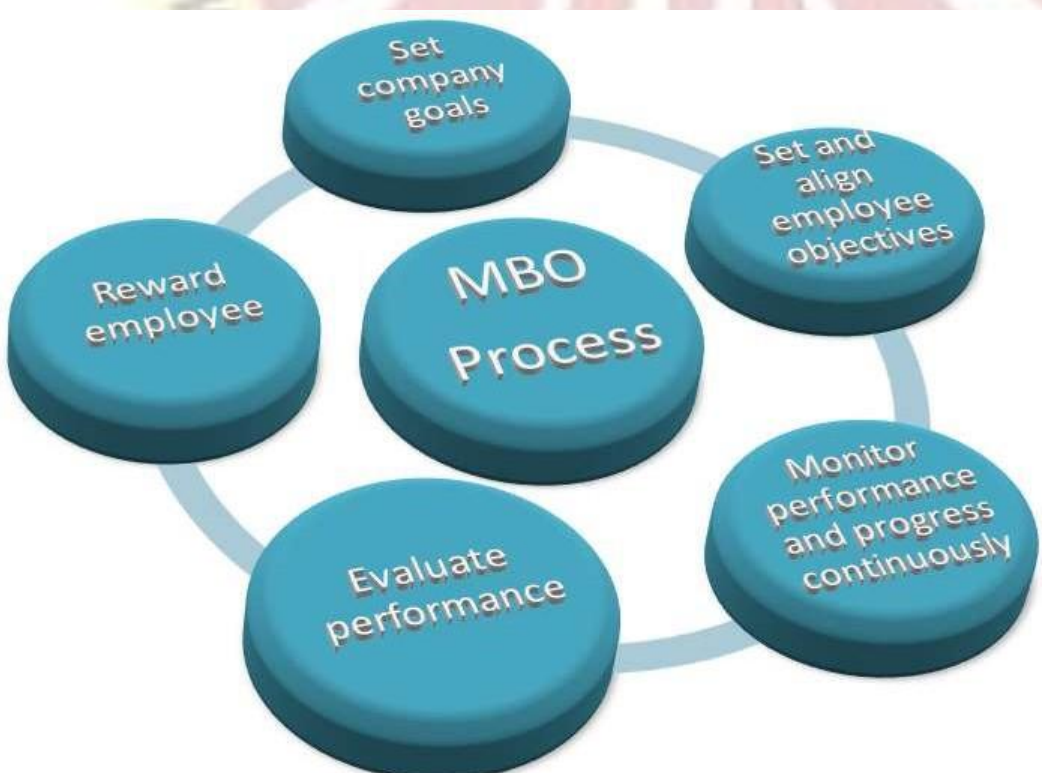 Set
company
goals
Set and
align
employee
objectives
MBO
Process
Reward
employee
Monitor
performance
and progress
continuously
Evaluate
performance